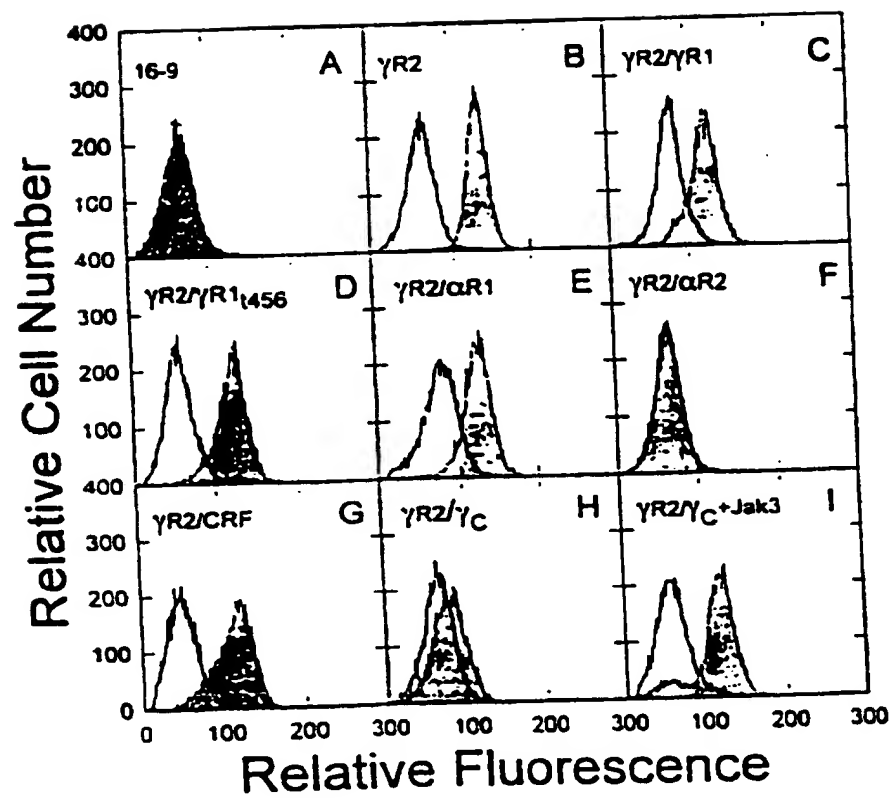 400
300
200
100
400
300
200
100
400
300
200
100
0
Relative Cell Number
16-9 A
γR2 B
γR2/γR1 C
γR2/γR1t456 D
γR2/αR1 E
γR2/αR2 F
γR2/CRF G
γR2/γC H
γR2/γC+Jak3 I
0 100 200 300 100 200 300 100 200 300
Relative Fluorescence